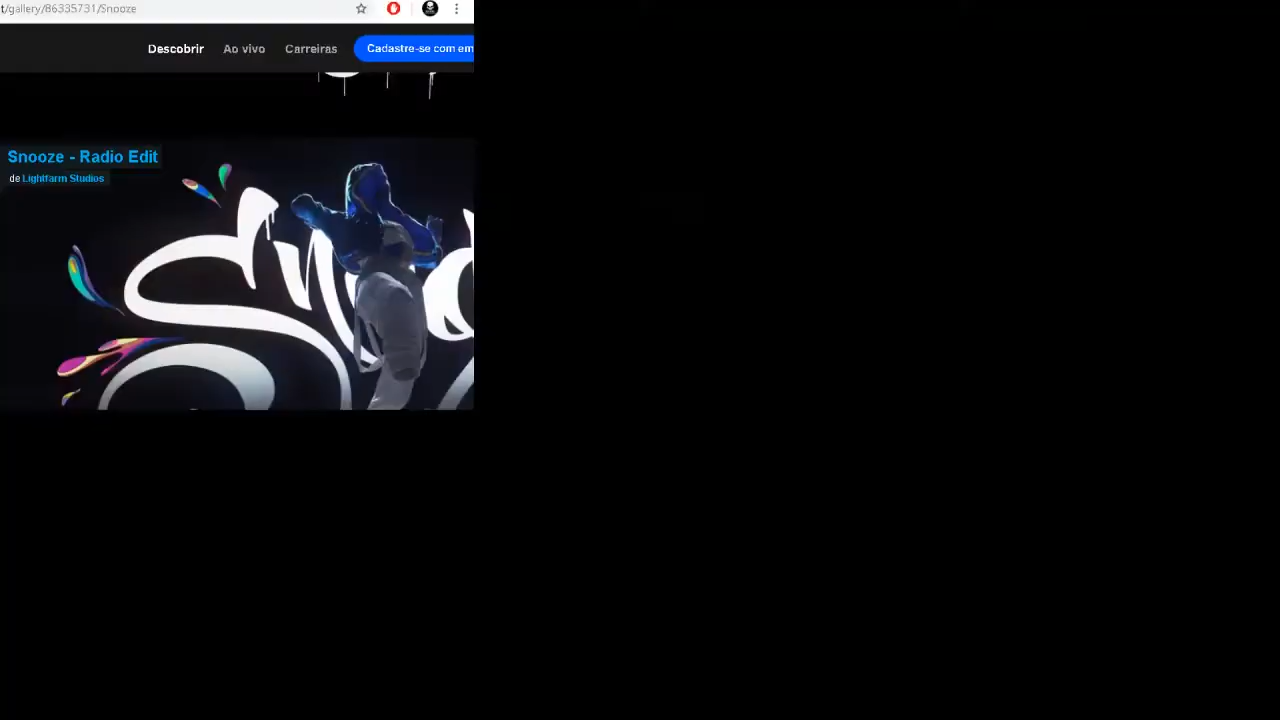 t/gallery/86335731/Snooze
Descobrir Ao vivo Carreiras Cadastre-se com em
Snooze - Radio Edit
de Lightfarm Studios